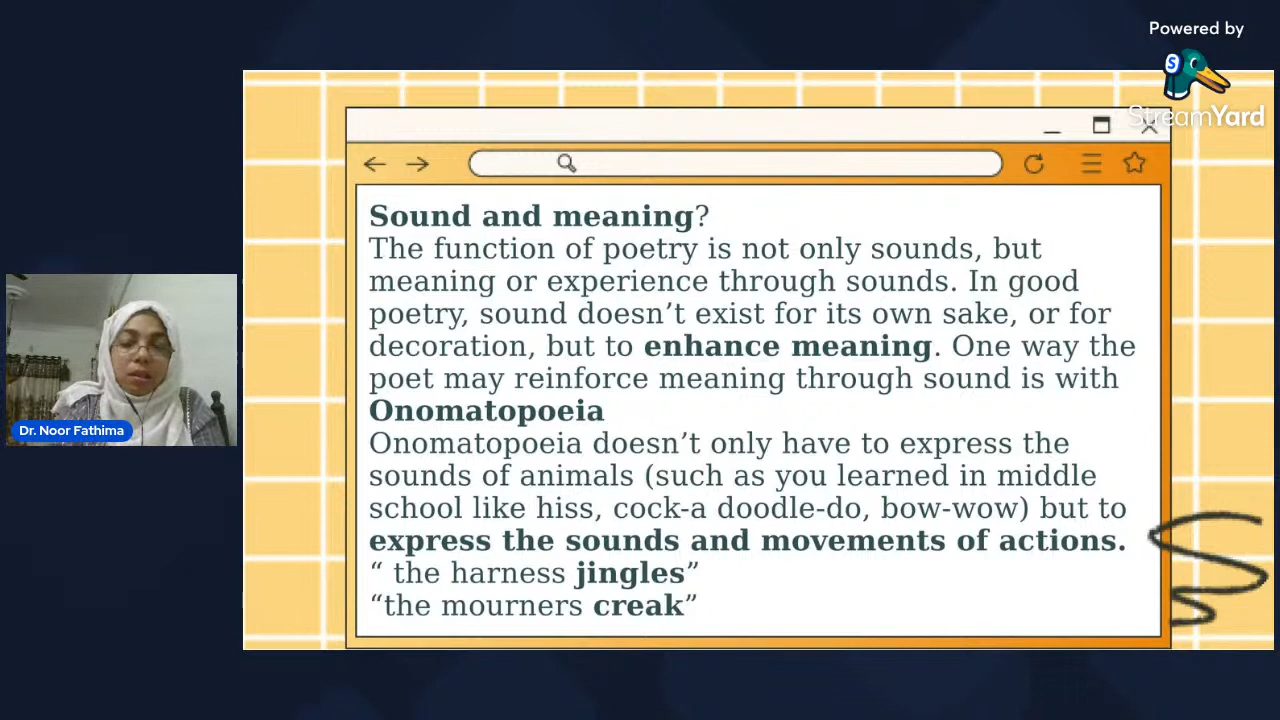 Powered by
StreamYard
Sound and meaning?
The function of poetry is not only sounds, but
meaning or experience through sounds. In good
poetry, sound doesn’t exist for its own sake, or for
decoration, but to enhance meaning. One way the
poet may reinforce meaning through sound is with
Onomatopoeia
Onomatopoeia doesn’t only have to express the
sounds of animals (such as you learned in middle
school like hiss, cock-a doodle-do, bow-wow) but to
express the sounds and movements of actions.
“ the harness jingles”
“the mourners creak”
Dr. Noor Fathima